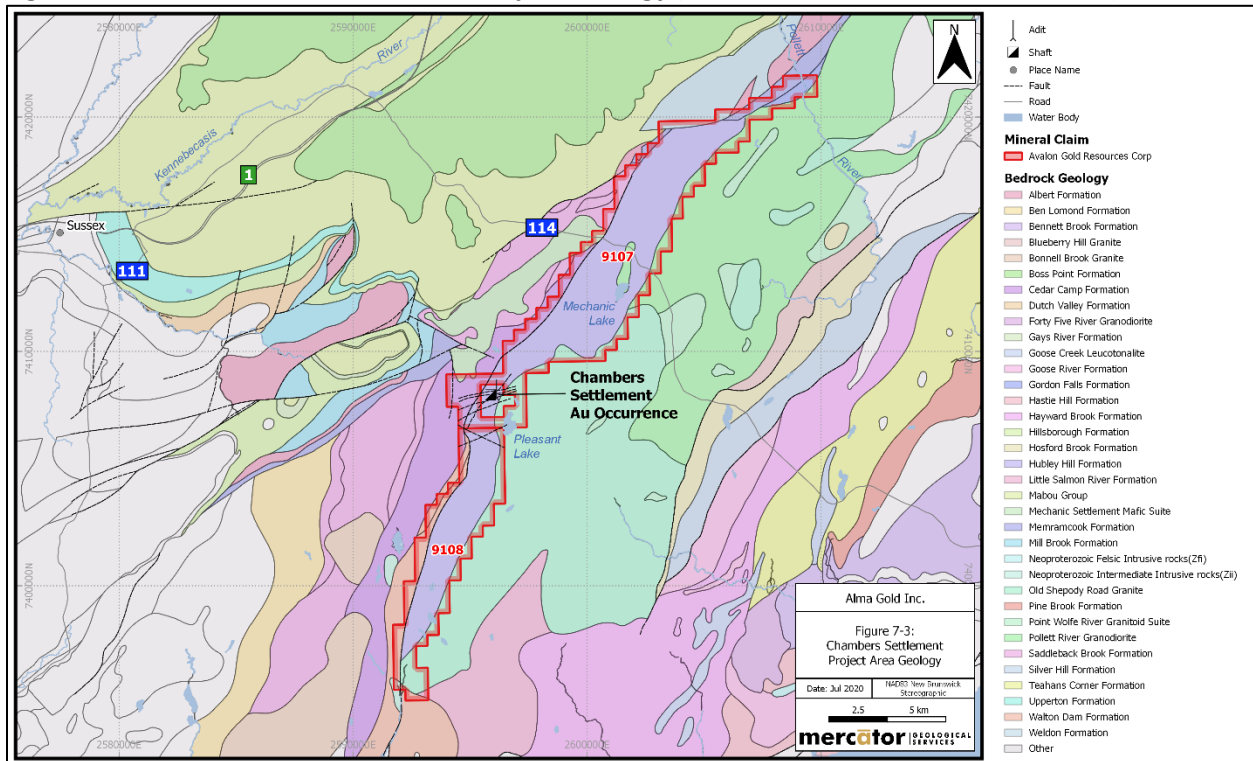 2580000E
2590000E
2600000E
2610000E
7420000N
7420000N
7410000N
7410000N
7400000N
N
River
Pollett
Kennebecasis
River
1
Sussex
114
111
9107
Mechanic
Lake
Chambers
Settlement
Au Occurrence
Pleasant
Lake
9108
2580000E
2590000E
2600000E
Alma Gold Inc.
Figure 7-3:
Chambers Settlement
Project Area Geology
Date: Jul 2020
NAD83 New Brunswick
Stereographic
2.5 5 km
mercator GEOLOGICAL
SERVICES
Adit
Shaft
Place Name
Fault
Road
Water Body
Mineral Claim
Avalon Gold Resources Corp
Bedrock Geology
Albert Formation
Ben Lomond Formation
Bennett Brook Formation
Blueberry Hill Granite
Bonnell Brook Granite
Boss Point Formation
Cedar Camp Formation
Dutch Valley Formation
Forty Five River Granodiorite
Gays River Formation
Goose Creek Leucotonalite
Goose River Formation
Gordon Falls Formation
Hastie Hill Formation
Hayward Brook Formation
Hillsborough Formation
Hosford Brook Formation
Hubley Hill Formation
Little Salmon River Formation
Mabou Group
Mechanic Settlement Mafic Suite
Memramcook Formation
Mill Brook Formation
Neoproterozoic Felsic Intrusive rocks(Zfi)
Neoproterozoic Intermediate Intrusive rocks(Zii)
Old Shepody Road Granite
Pine Brook Formation
Point Wolfe River Granitoid Suite
Pollett River Granodiorite
Saddleback Brook Formation
Silver Hill Formation
Teahans Corner Formation
Upperton Formation
Walton Dam Formation
Weldon Formation
Other